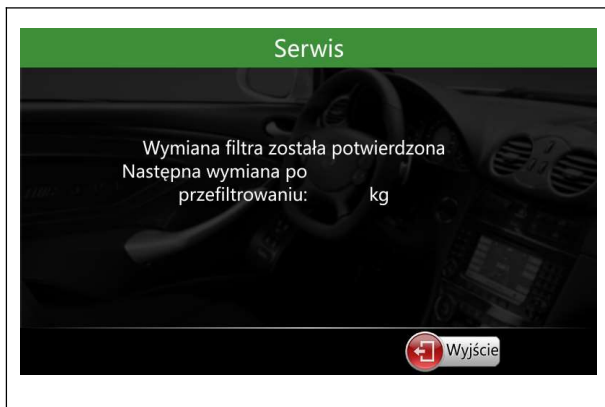 Serwis
Wymiana filtra została potwierdzona
Następna wymiana po
przefiltrowaniu: kg
Wyjście